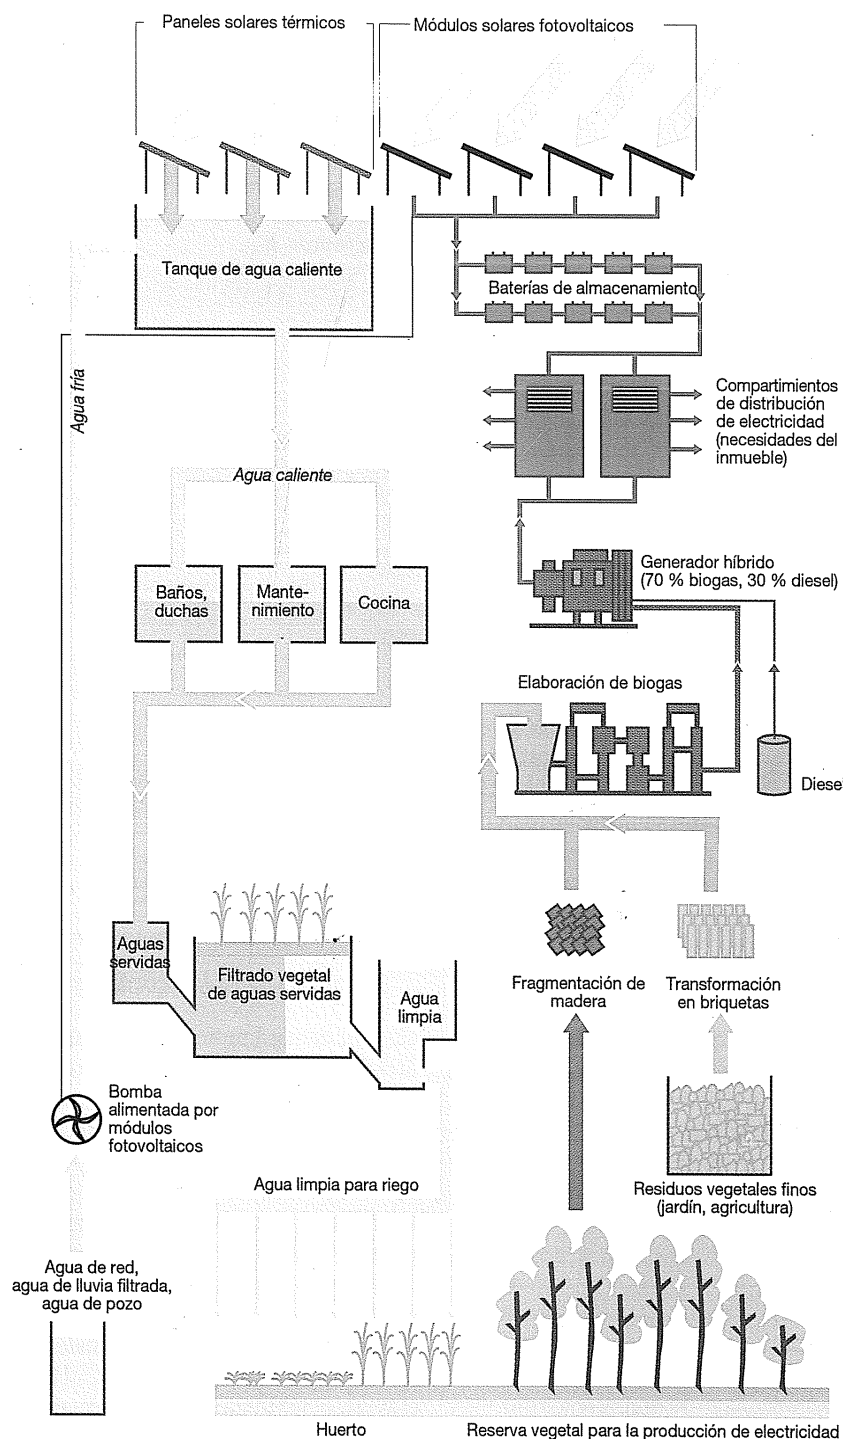 Paneles solares térmicos
Módulos solares fotovoltaicos
Tanque de agua caliente
Baterías de almacenamiento
Agua fría
Compartimientos
de distribución
de electricidad
(necesidades del
inmueble)
Agua caliente
Generador híbrido
(70 % biogas, 30 % diesel)
Baños,
duchas
Mante-
nimiento
Cocina
Elaboración de biogas
Diesel
Aguas
servidas
Filtrado vegetal
de aguas servidas
Agua
limpia
Fragmentación de
madera
Transformación
en briquetas
Bomba
alimentada por
módulos
fotovoltaicos
Agua limpia para riego
Residuos vegetales finos
(jardín, agricultura)
Agua de red,
agua de lluvia filtrada,
agua de pozo
Huerto
Reserva vegetal para la producción de electricidad